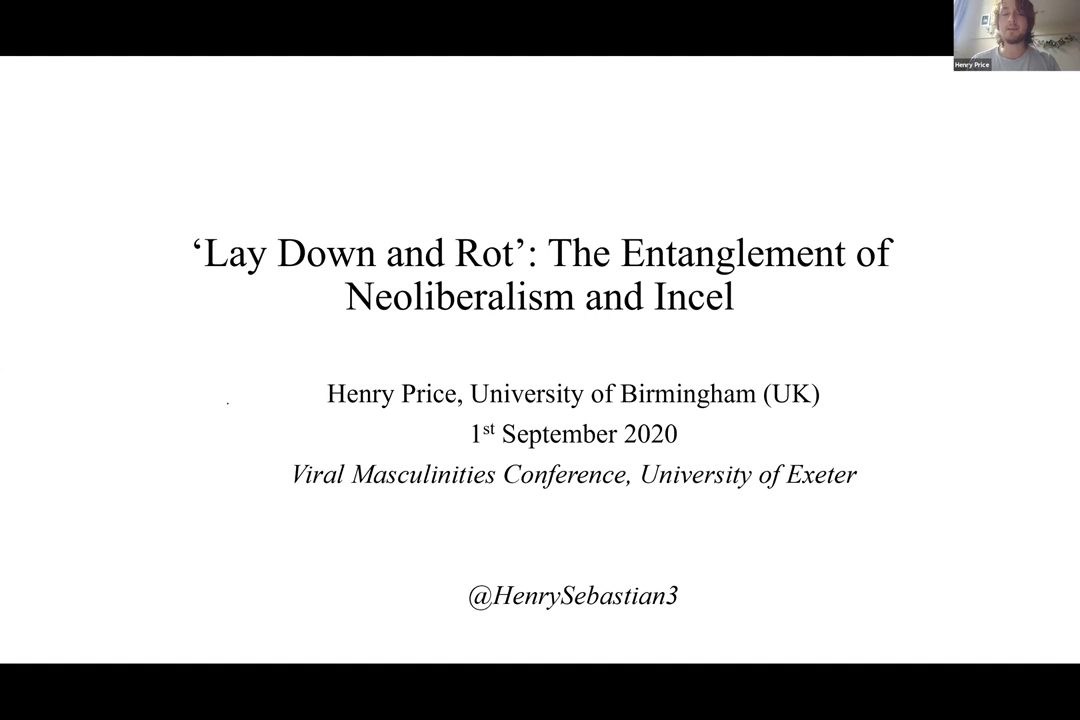 Henry Price
‘Lay Down and Rot’: The Entanglement of
Neoliberalism and Incel
Henry Price, University of Birmingham (UK)
1st September 2020
Viral Masculinities Conference, University of Exeter
@HenrySebastian3